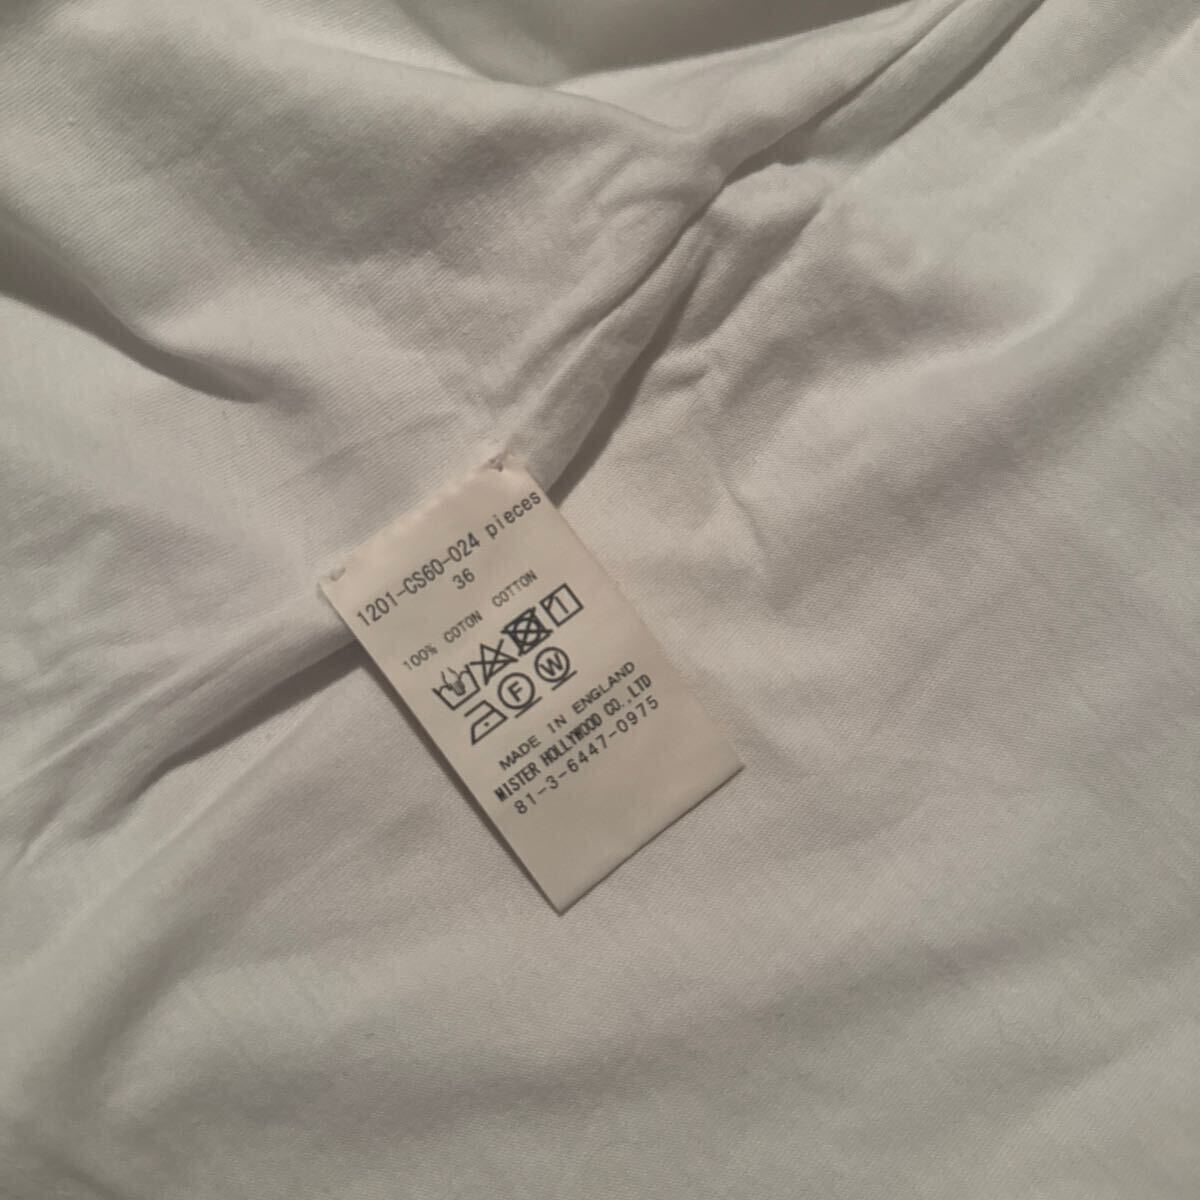 1201-CS60-024 pieces
36
100% COTON COTTON
F W
MADE IN ENGLAND
MISTER HOLLYWOOD CO.,LTD
81-3-6447-0975